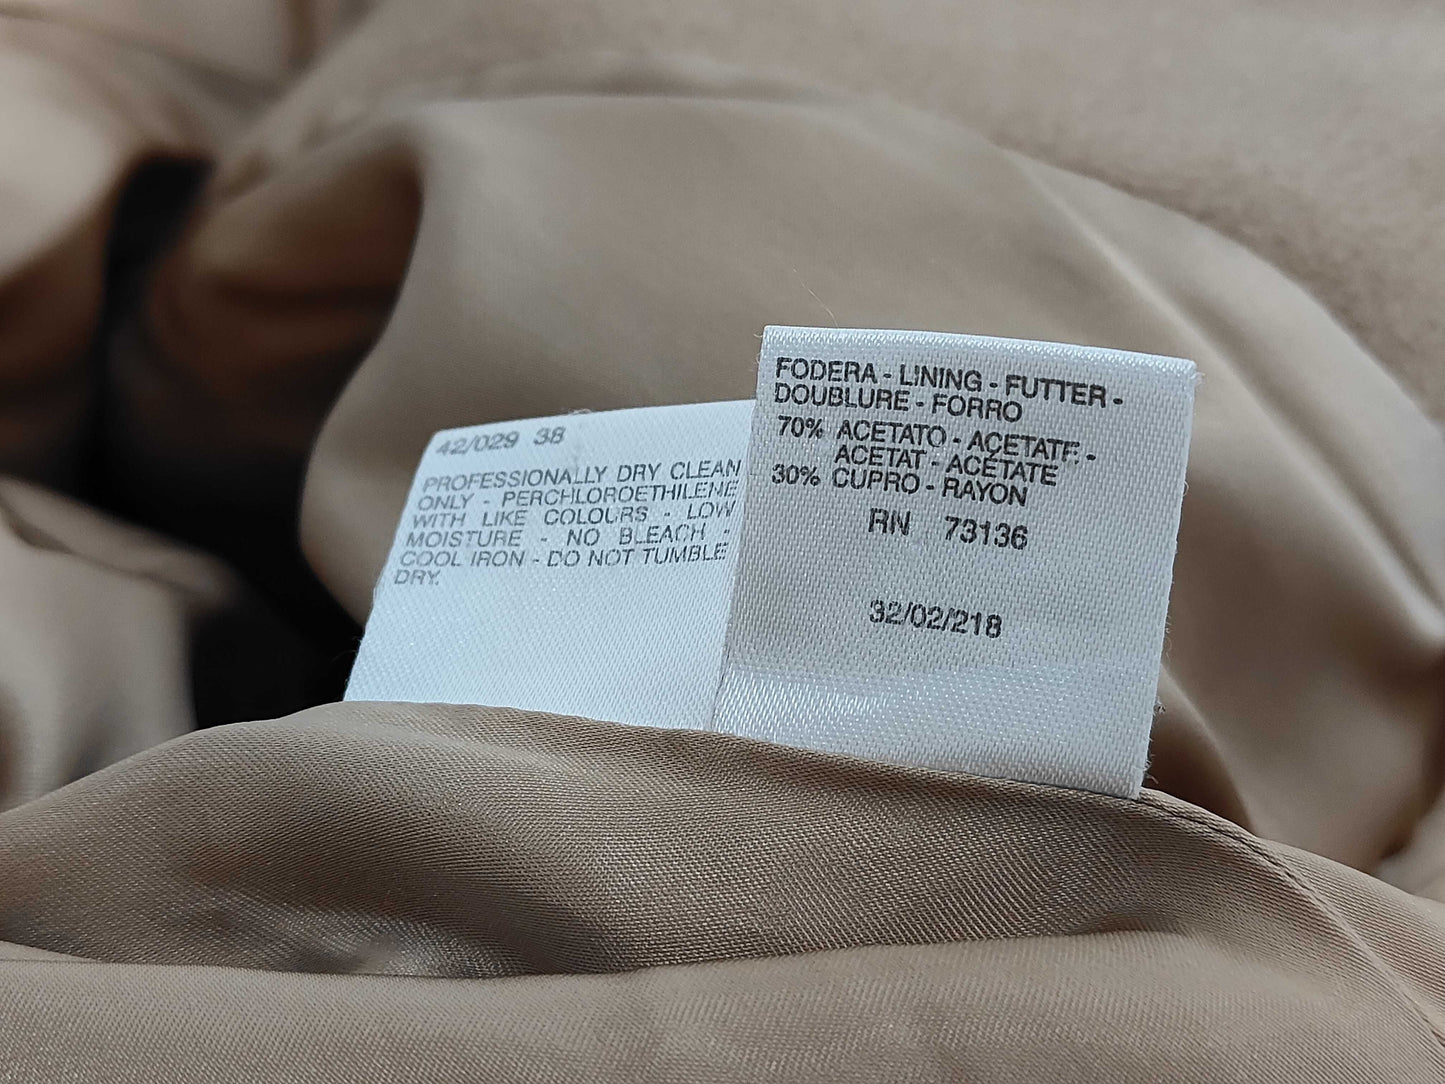 42/029 38
PROFESSIONALLY DRY CLEAN
ONLY - PERCHLOROETHILENE
WITH LIKE COLOURS - LOW
MOISTURE - NO BLEACH -
COOL IRON - DO NOT TUMBLE
DRY.
FODERA - LINING - FUTTER -
DOUBLURE - FORRO
70% ACETATO - ACETATE -
ACETAT - ACÉTATE
30% CUPRO - RAYON
RN 73136
32/02/218